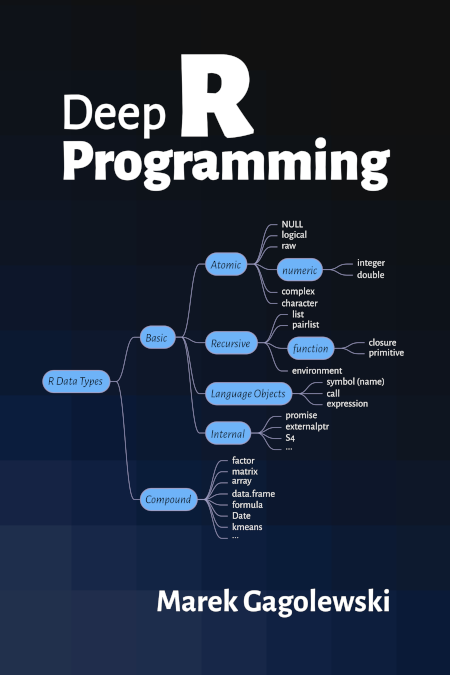 Deep R
Programming
NULL
logical
raw
Atomic
numeric
integer
double
complex
character
list
pairlist
Basic
Recursive
function
closure
primitive
environment
R Data Types
symbol (name)
Language Objects
call
expression
promise
externalptr
Internal
S4
...
factor
matrix
array
data.frame
Compound
formula
Date
kmeans
...
Marek Gagolewski